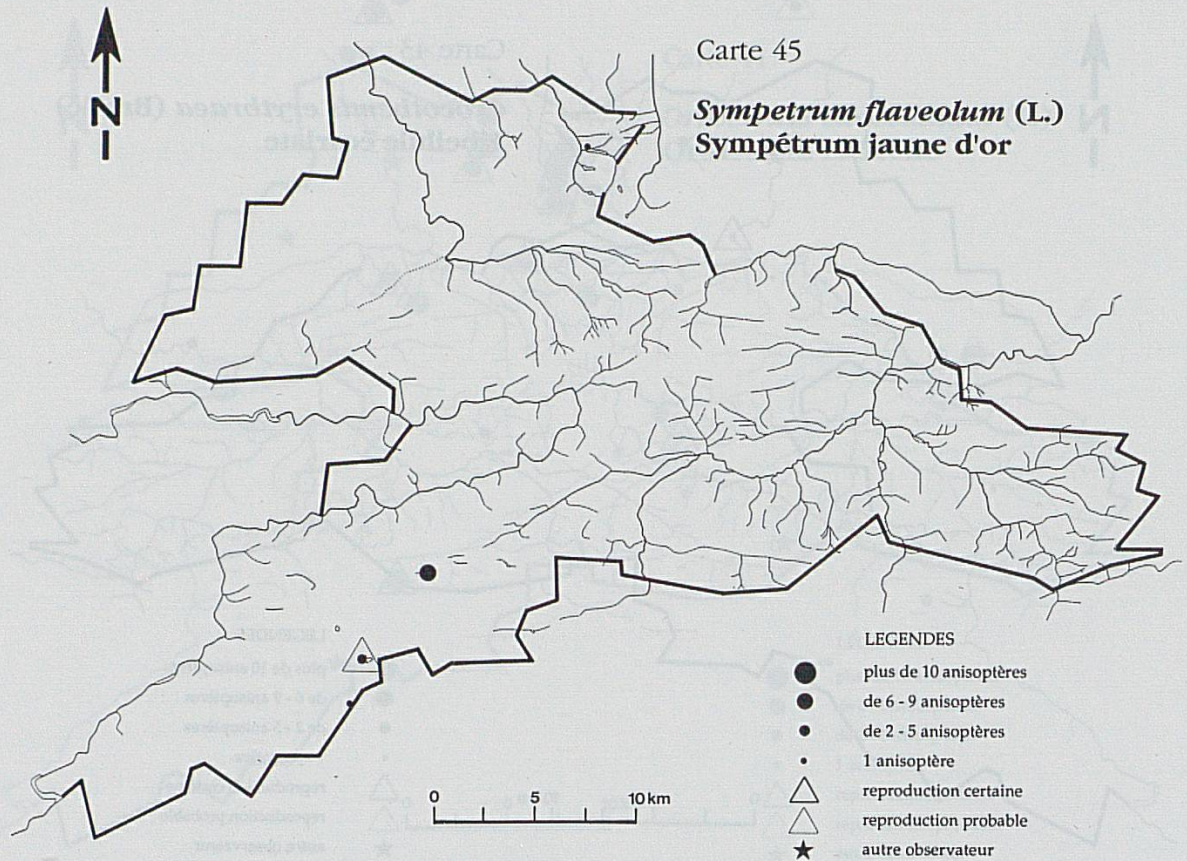 N
Carte 45
Sympetrum flaveolum (L.)
Sympétrum jaune d'or
LEGENDES
plus de 10 anisoptères
de 6 - 9 anisoptères
de 2 - 5 anisoptères
1 anisoptère
reproduction certaine
reproduction probable
autre observateur
0 5 10 km